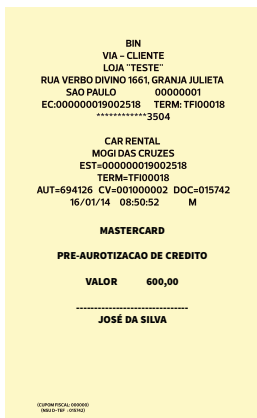 BIN
VIA - CLIENTE
LOJA "TESTE"
RUA VERBO DIVINO 1661, GRANJA JULIETA
SAO PAULO 00000001
EC:000000019002518 TERM: TFI00018
************3504
CAR RENTAL
MOGI DAS CRUZES
EST=000000019002518
TERM=TFI00018
AUT=694126 CV=001000002 DOC=015742
16/01/14 08:50:52 M
MASTERCARD
PRE-AUROTIZACAO DE CREDITO
VALOR 600,00
-------------------------------
JOSÉ DA SILVA
(CUPOM FISCAL: 000000)
(NSU D-TEF : 015742)